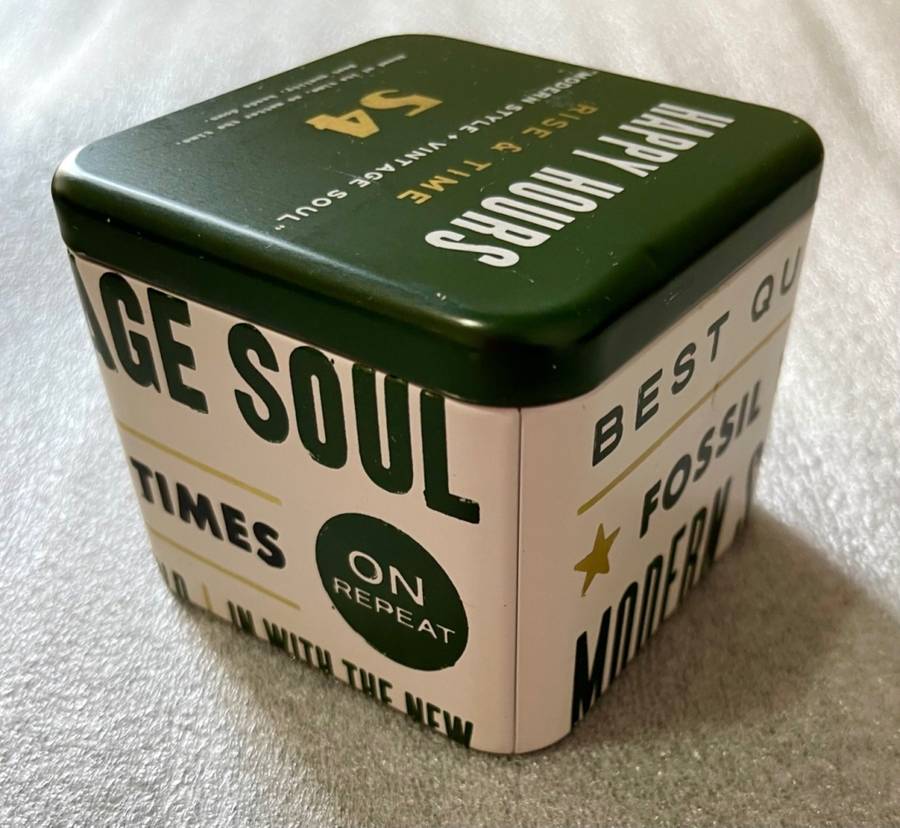 HAPPY HOURS
RISE & TIME
"MODERN STYLE + VINTAGE SOUL"
54
AGE SOUL
TIMES
ON
REPEAT
IN WITH THE NEW
BEST QU
★ FOSSIL
MODERN